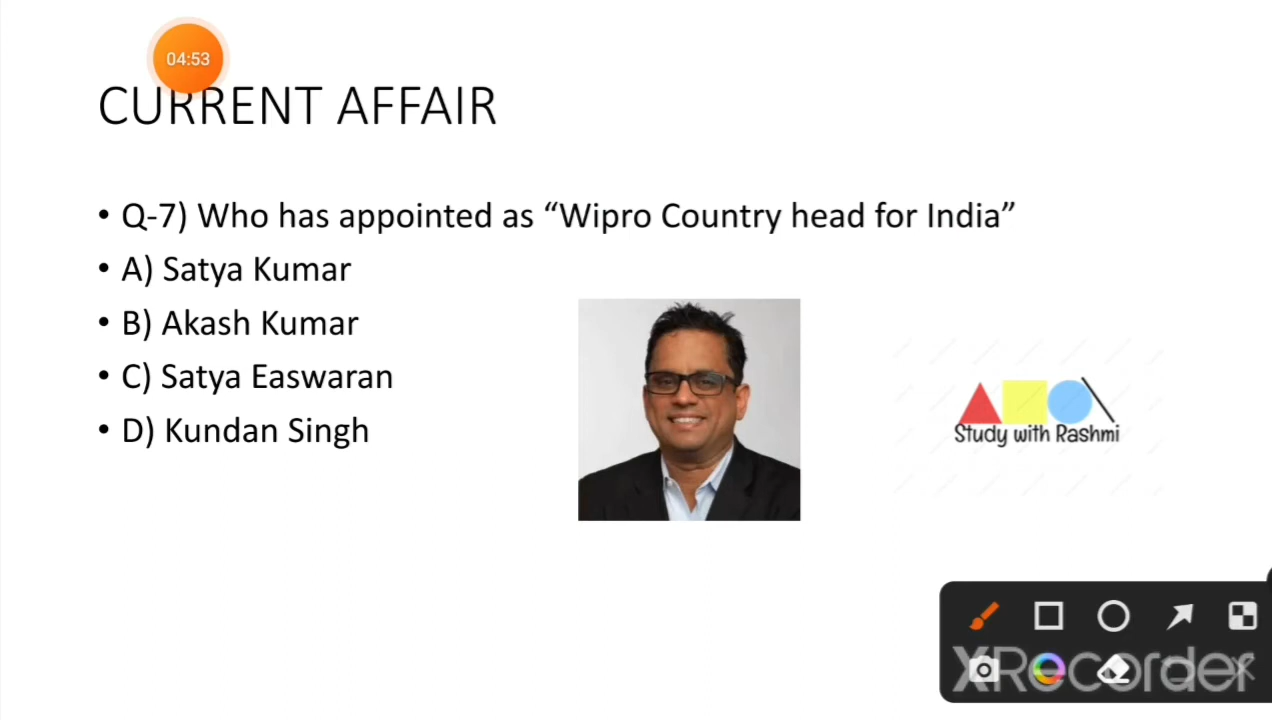 04:53
CURRENT AFFAIR
• Q-7) Who has appointed as “Wipro Country head for India”
• A) Satya Kumar
• B) Akash Kumar
• C) Satya Easwaran
• D) Kundan Singh
Study with Rashmi
XRecorder